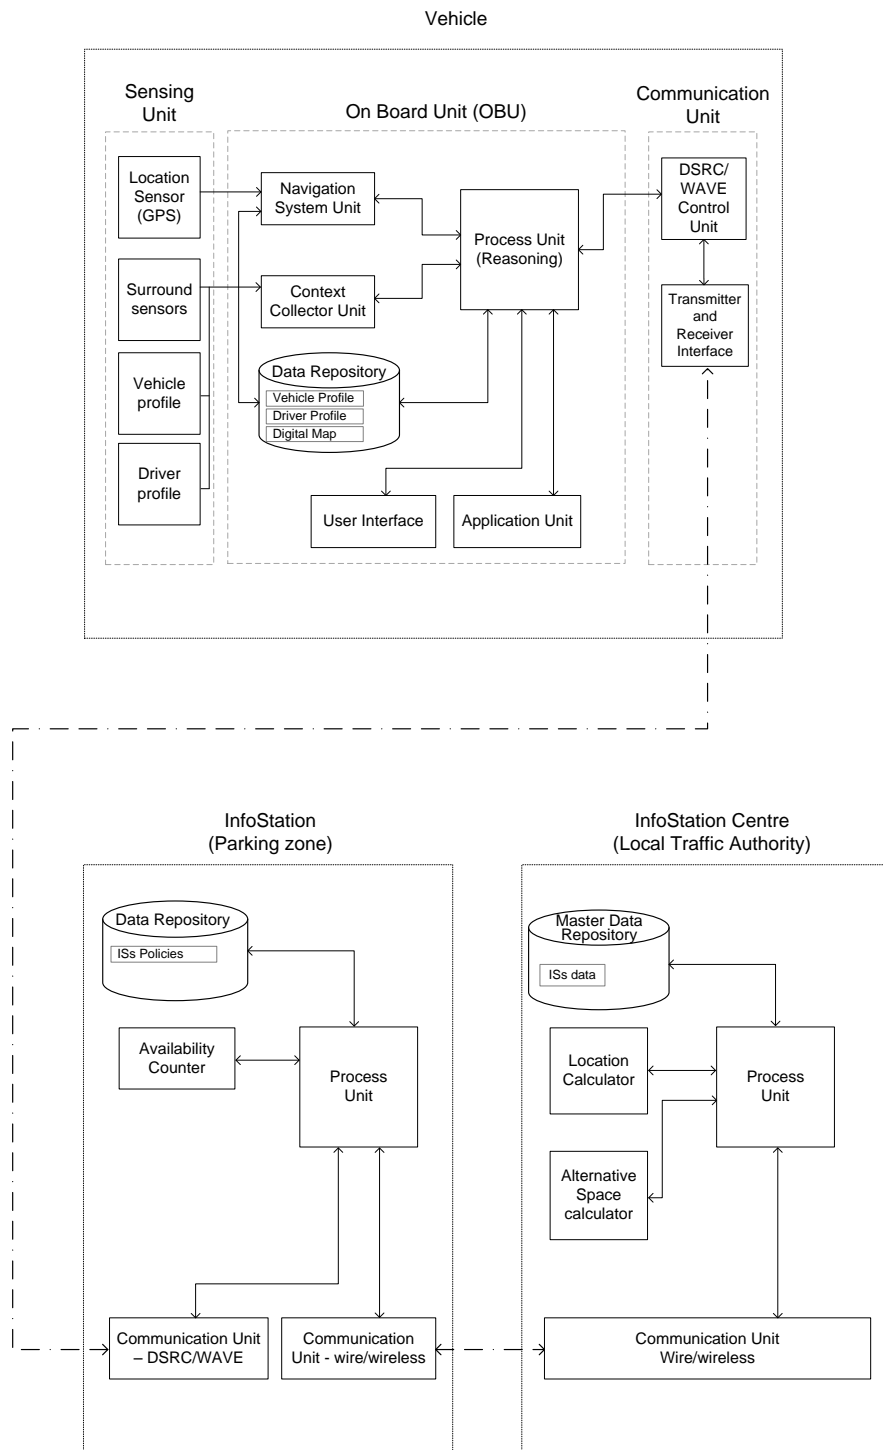 Vehicle
Sensing
Unit
On Board Unit (OBU)
Communication
Unit
Location
Sensor
(GPS)
Navigation
System Unit
Process Unit
(Reasoning)
DSRC/
WAVE
Control
Unit
Surround
sensors
Context
Collector Unit
Transmitter
and
Receiver
Interface
Vehicle
profile
Data Repository
Vehicle Profile
Driver Profile
Digital Map
Driver
profile
User Interface
Application Unit
InfoStation
(Parking zone)
InfoStation Centre
(Local Traffic Authority)
Data Repository
ISs Policies
Availability
Counter
Process
Unit
Communication Unit
– DSRC/WAVE
Communication
Unit - wire/wireless
Master Data
Repository
ISs data
Location
Calculator
Process
Unit
Alternative
Space
calculator
Communication Unit
Wire/wireless